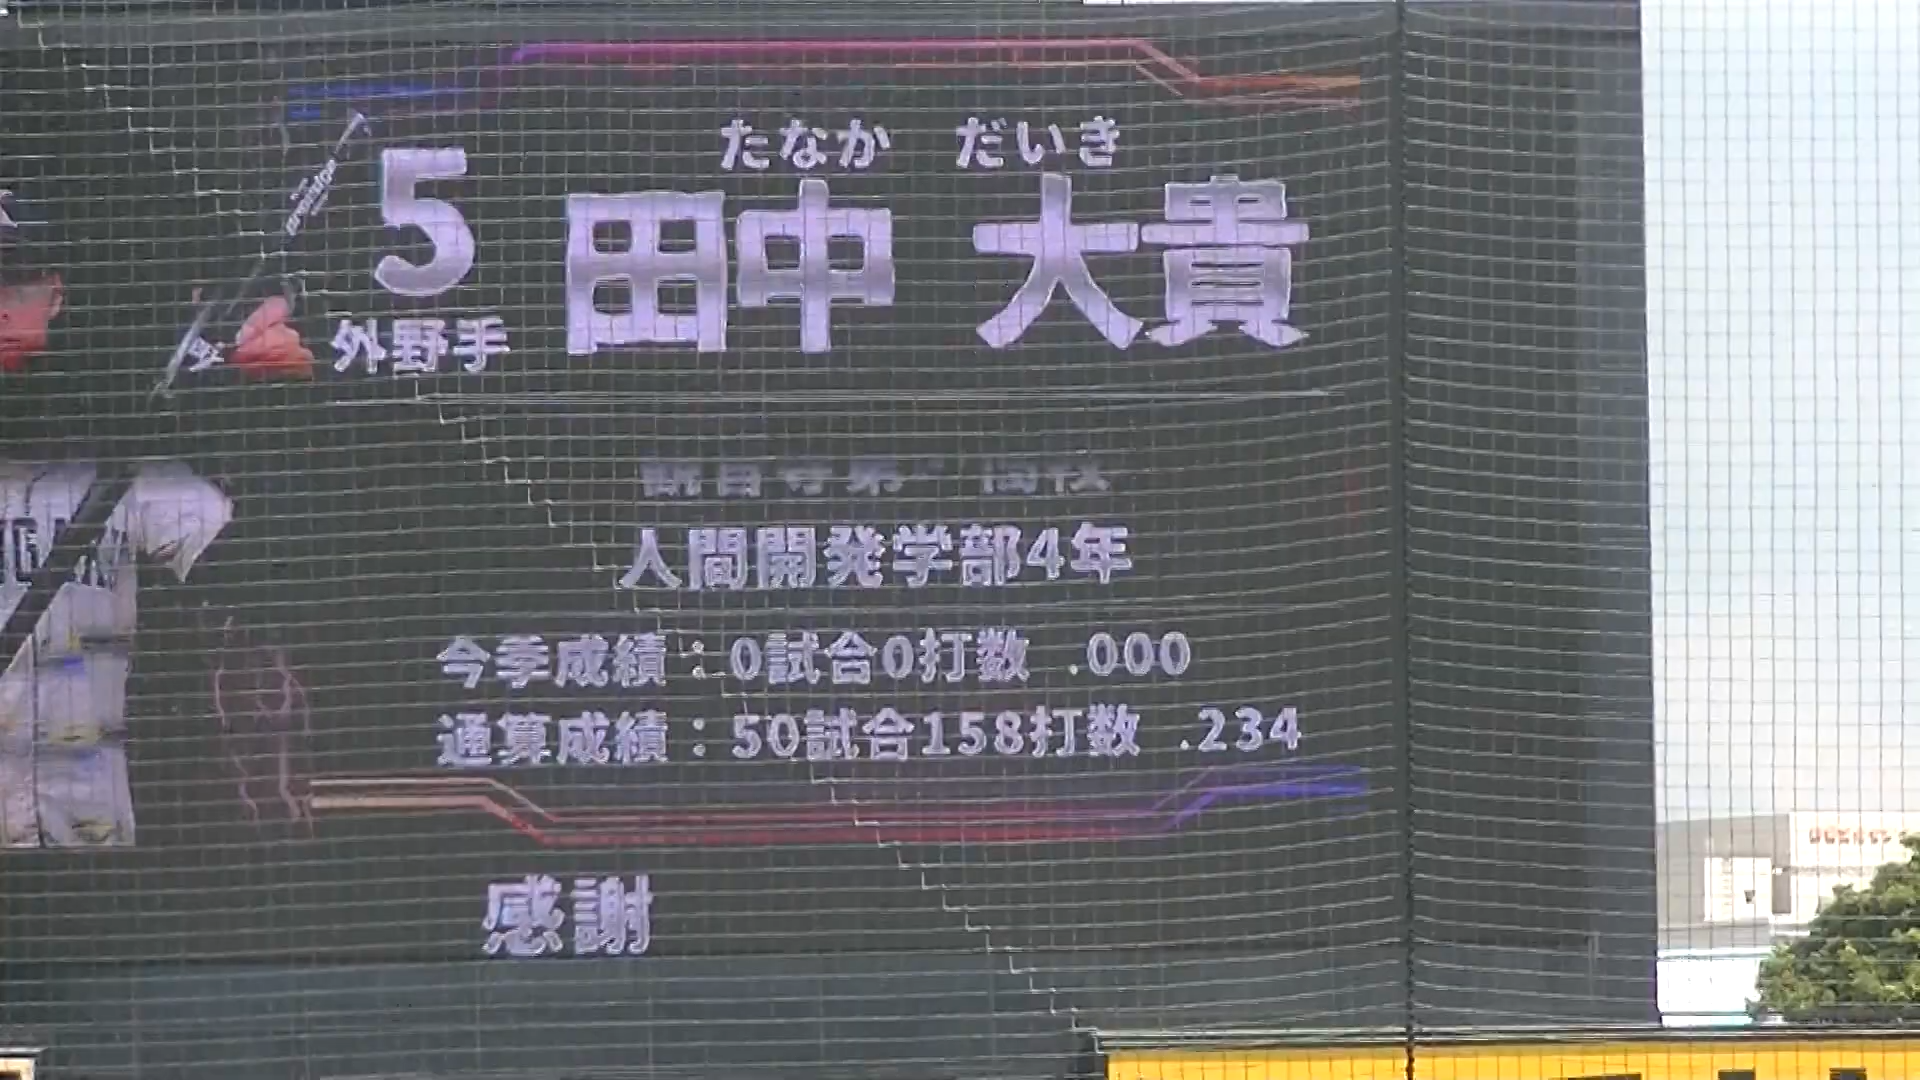 たなか だいき
5 田中 大貴
外野手
人間開発学部4年
今季成績：0試合0打数 .000
通算成績：50試合158打数 .234
感謝